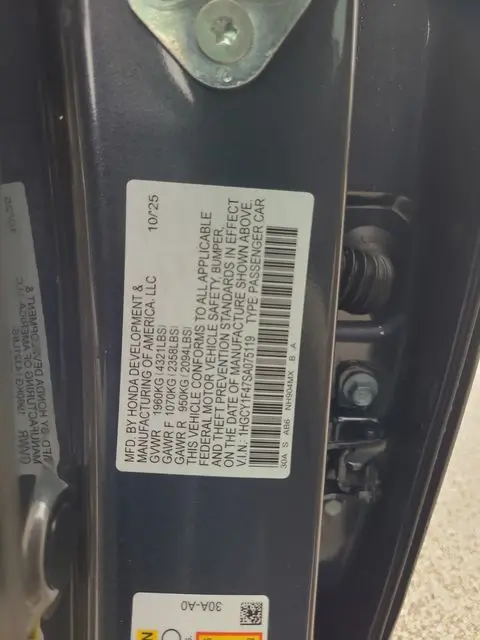 MFD. BY HONDA DEVELOPMENT &
MANUFACTURING OF AMERICA. LLC 10/'25
GVWR 1960KG(4321LBS)
GAWR F 1070KG(2358LBS)
GAWR R 950KG(2094LBS)
THIS VEHICLE CONFORMS TO ALL APPLICABLE
FEDERAL MOTOR VEHICLE SAFETY, BUMPER,
AND THEFT PREVENTION STANDARDS IN EFFECT
ON THE DATE OF MANUFACTURE SHOWN ABOVE.
V.I.N: 1HGCY1F47SA075119 TYPE PASSENGER CAR
30A S AB6 NH904MX B A
30A-A0